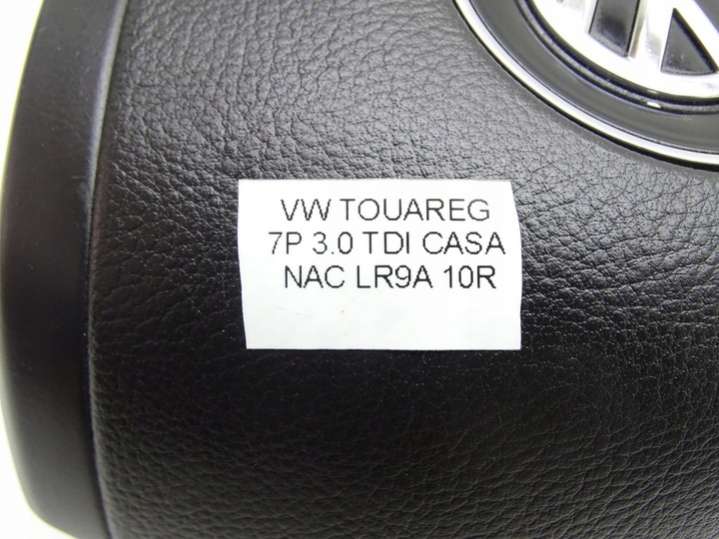 VW TOUAREG
7P 3.0 TDI CASA
NAC LR9A 10R